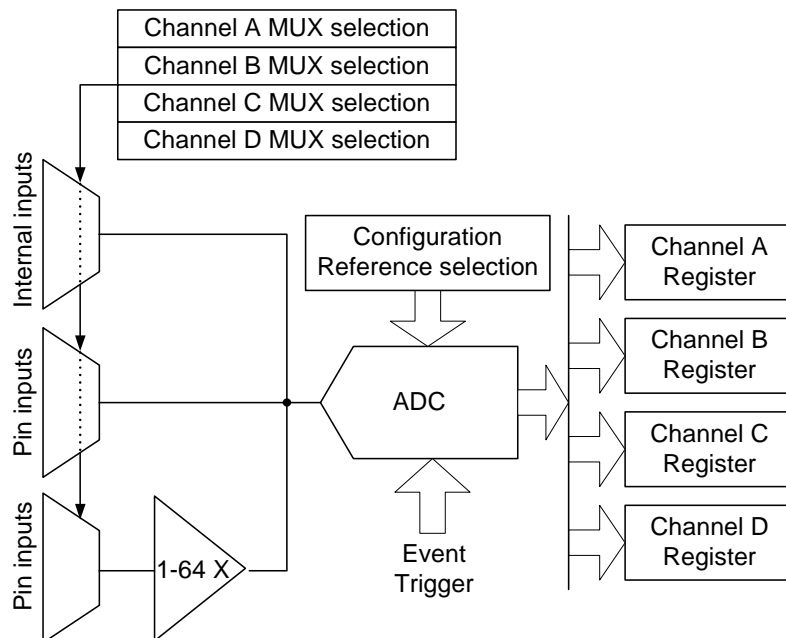 Channel A MUX selection
Channel B MUX selection
Channel C MUX selection
Channel D MUX selection
Internal inputs
Pin inputs
Pin inputs
1-64 X
Configuration
Reference selection
ADC
Event
Trigger
Channel A
Register
Channel B
Register
Channel C
Register
Channel D
Register